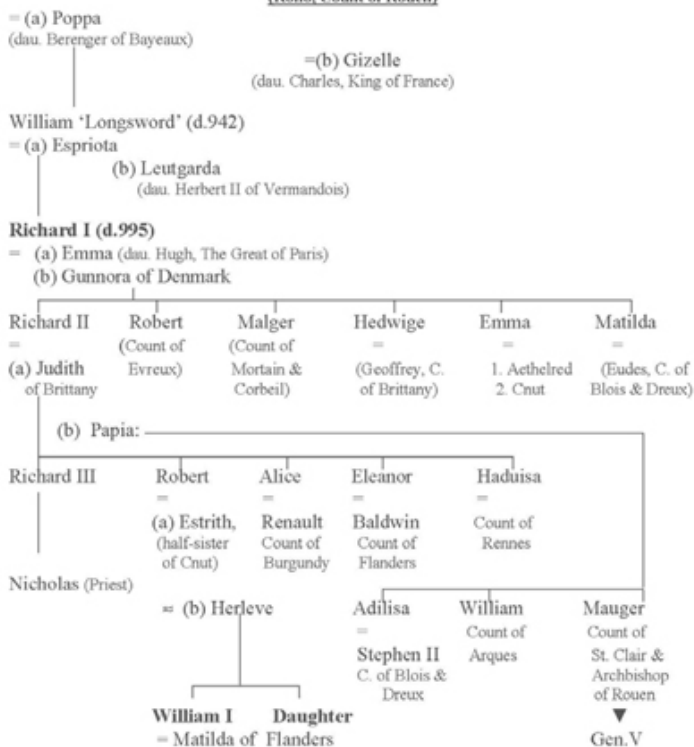 = (a) Poppa
(dau. Berenger of Bayeaux)
=(b) Gizelle
(dau. Charles, King of France)
William ‘Longsword’ (d.942)
= (a) Espriota
(b) Leutgarda
(dau. Herbert II of Vermandois)
Richard I (d.995)
= (a) Emma (dau. Hugh, The Great of Paris)
(b) Gunnora of Denmark
Richard II Robert Malger Hedwige Emma Matilda
= (Count of (Count of = = =
(a) Judith Evreux) Mortain & (Geoffrey, C. 1. Aethelred (Eudes, C. of
of Brittany Corbeil) of Brittany) 2. Cnut Blois & Dreux)
(b) Papia:
Richard III Robert Alice Eleanor Haduisa
= = = =
(a) Estrith, Renault Baldwin Count of
(half-sister Count of Count of Rennes
of Cnut) Burgundy Flanders
Nicholas (Priest)
≈ (b) Herleve Adilisa William Mauger
= Count of Count of
Stephen II Arques St. Clair &
C. of Blois & Archbishop
Dreux of Rouen
William I Daughter ▼
= Matilda of Flanders Gen.V